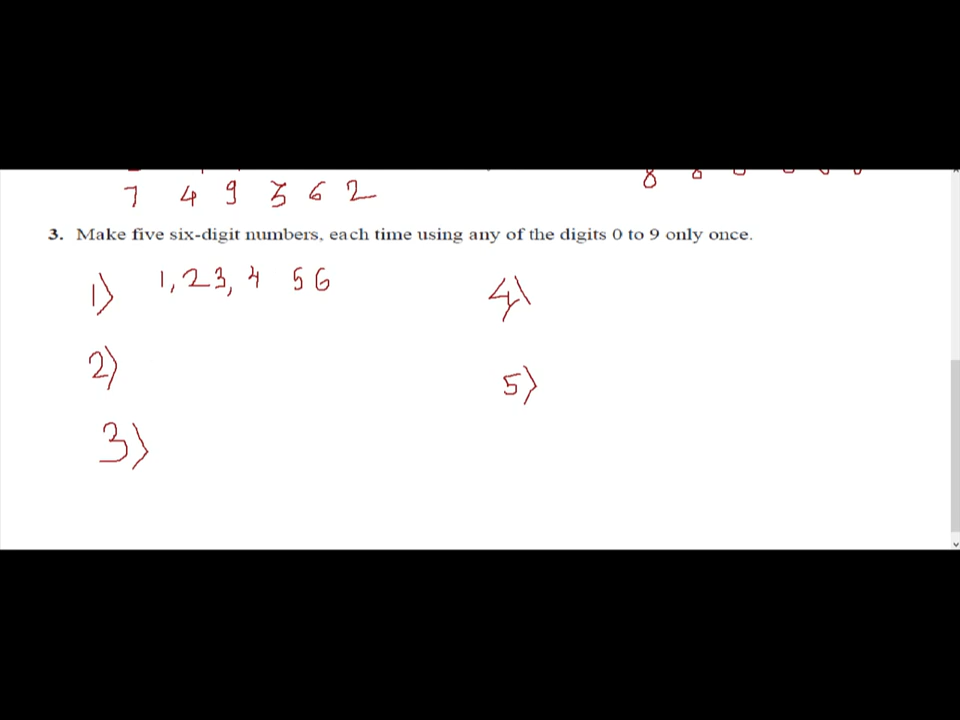 7 4 9 3 6 2
3. Make five six-digit numbers, each time using any of the digits 0 to 9 only once.
1) 1,23,4 56
4)
2)
5)
3)